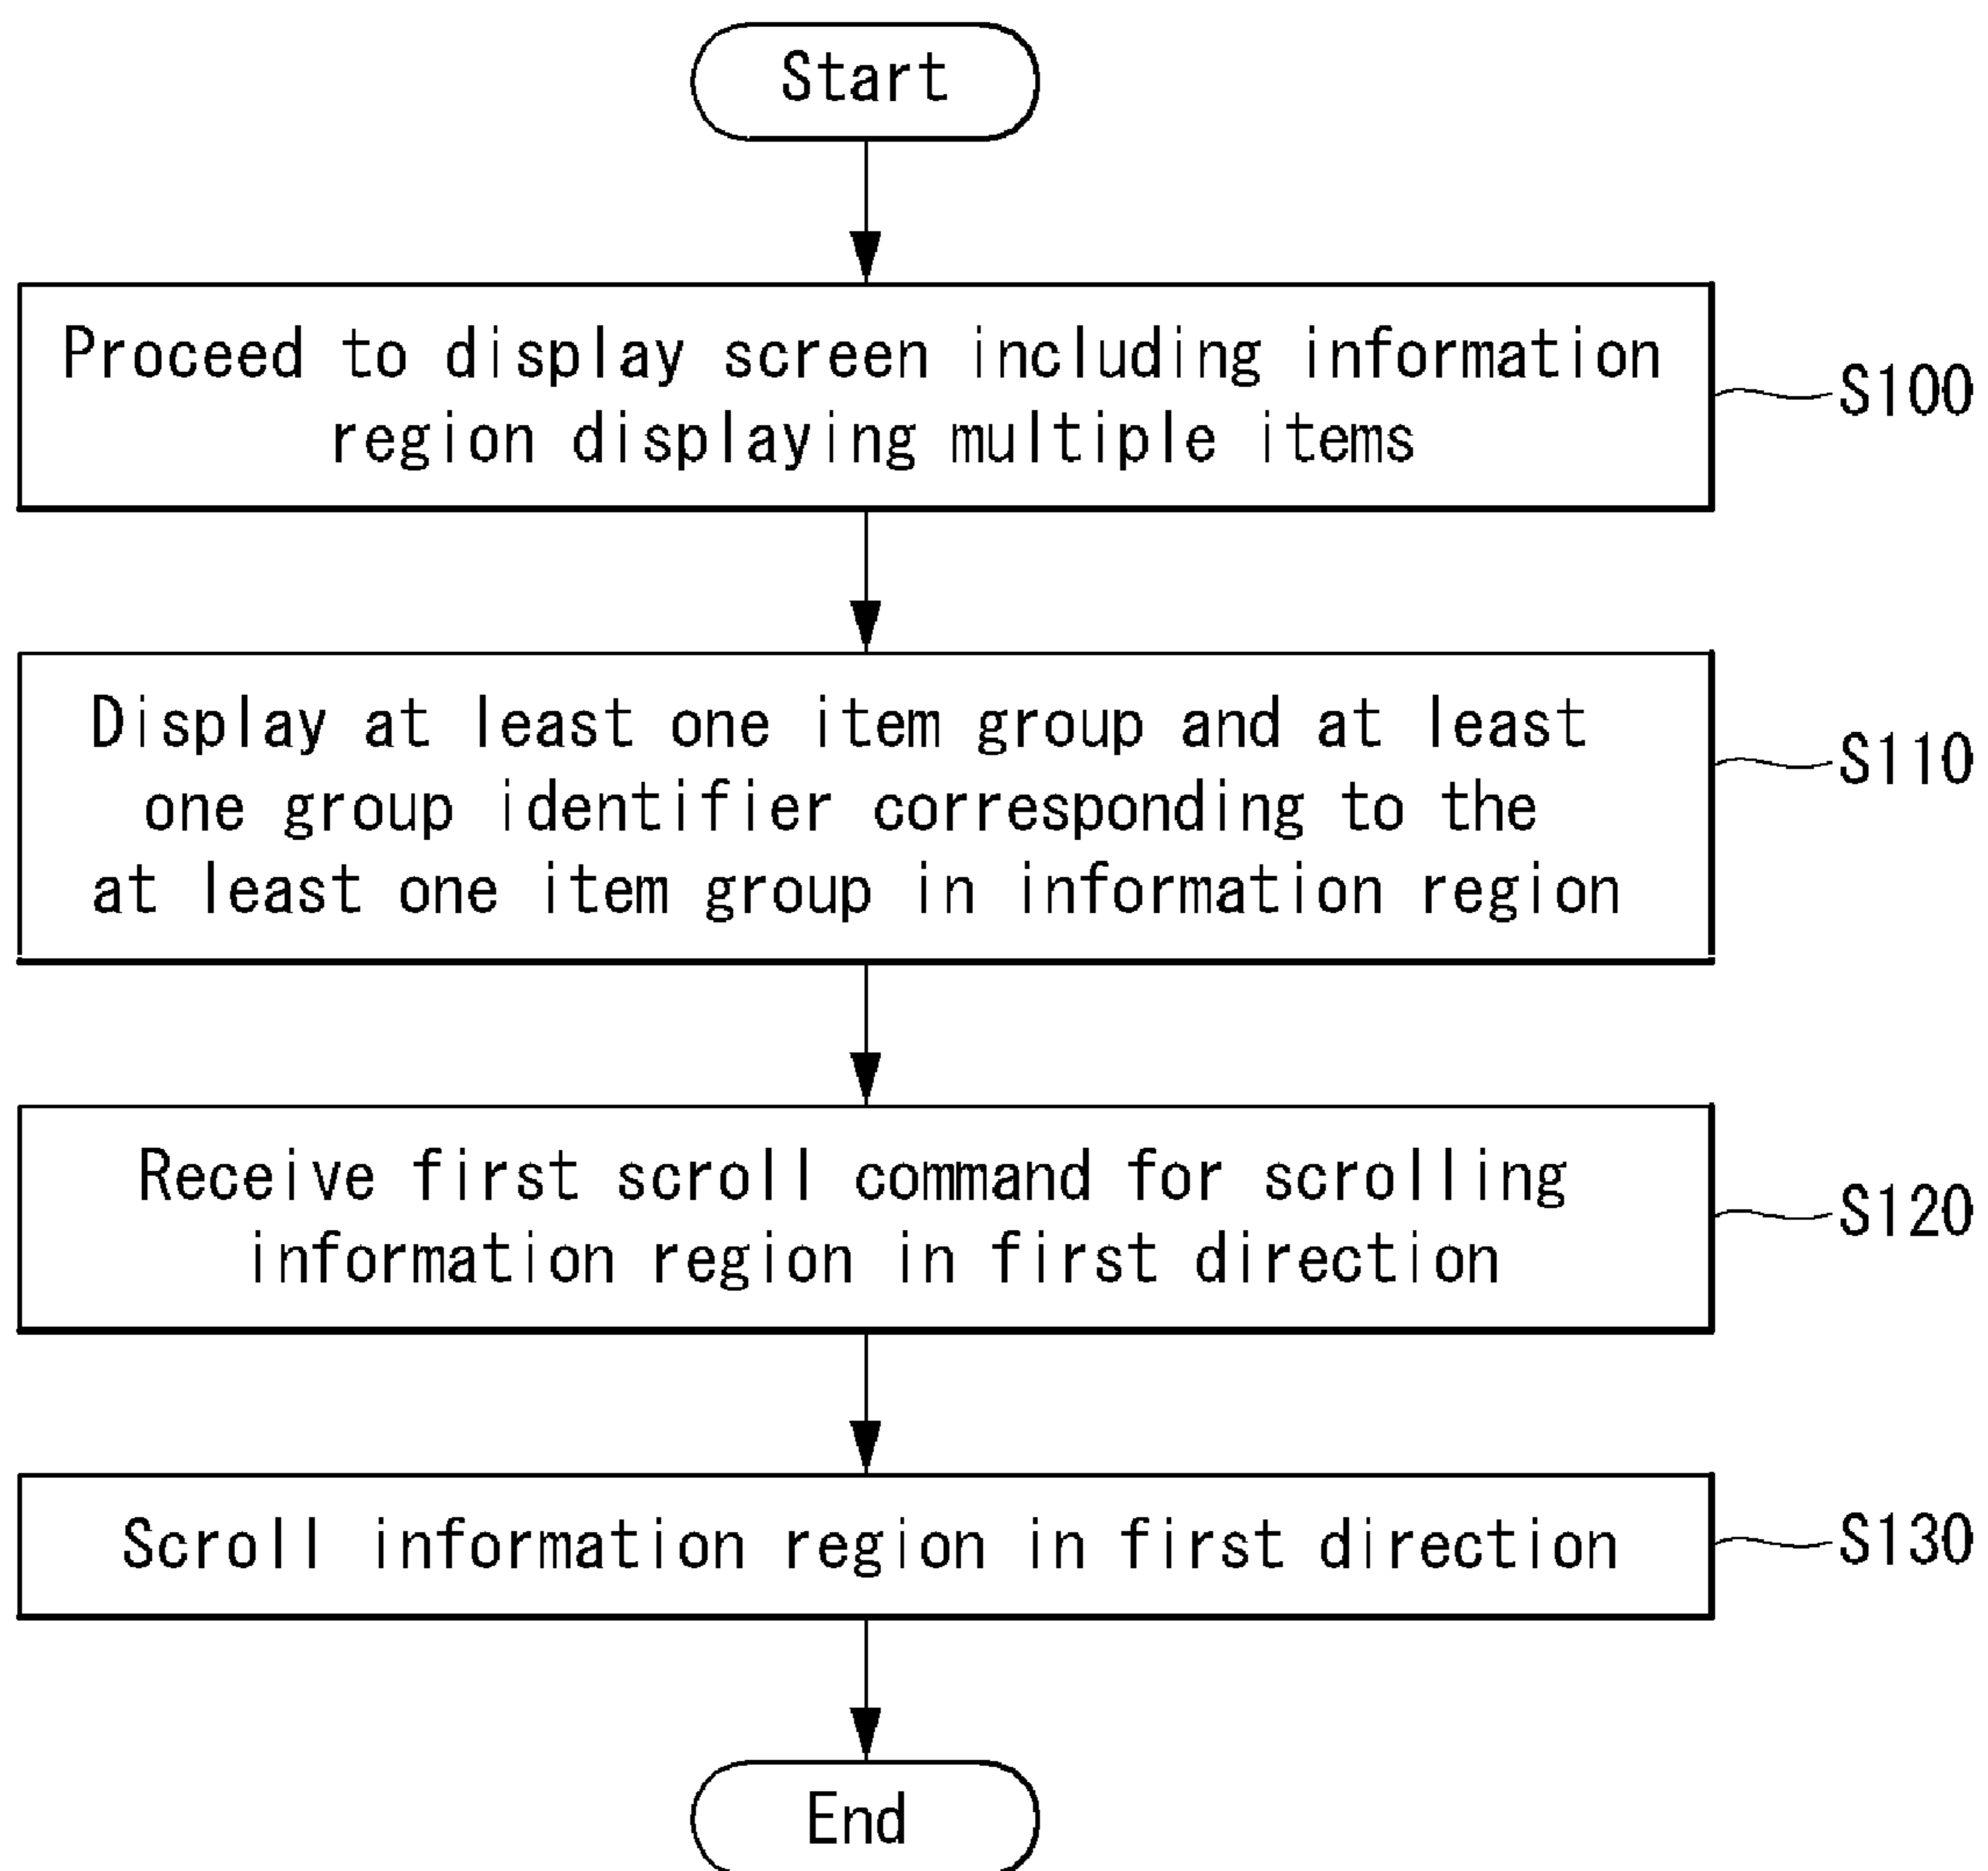 Start
Proceed to display screen including information
region displaying multiple items
S100
Display at least one item group and at least
one group identifier corresponding to the
at least one item group in information region
S110
Receive first scroll command for scrolling
information region in first direction
S120
Scroll information region in first direction
S130
End